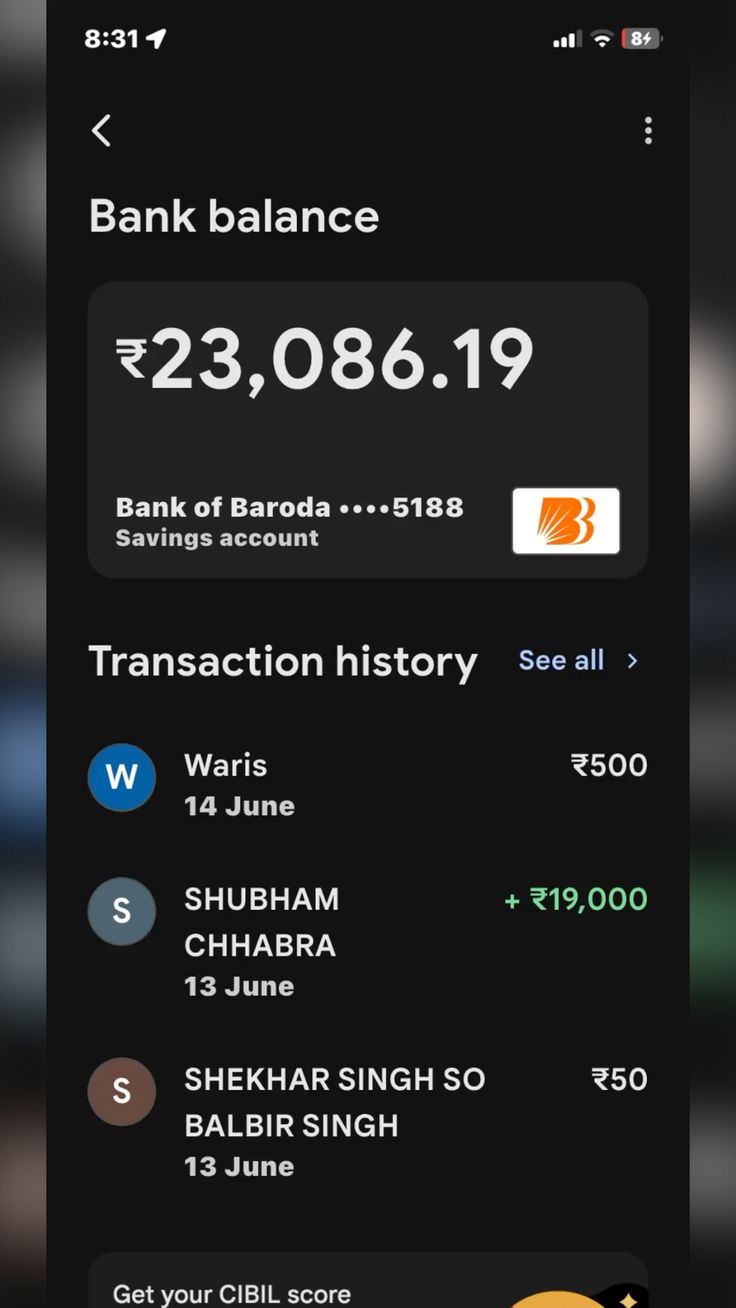 8:31
8
Bank balance
₹23,086.19
Bank of Baroda ••••5188
Savings account
Transaction history
See all
W
Waris
₹500
14 June
S
SHUBHAM
+ ₹19,000
CHHABRA
13 June
S
SHEKHAR SINGH SO
₹50
BALBIR SINGH
13 June
Get your CIBIL score